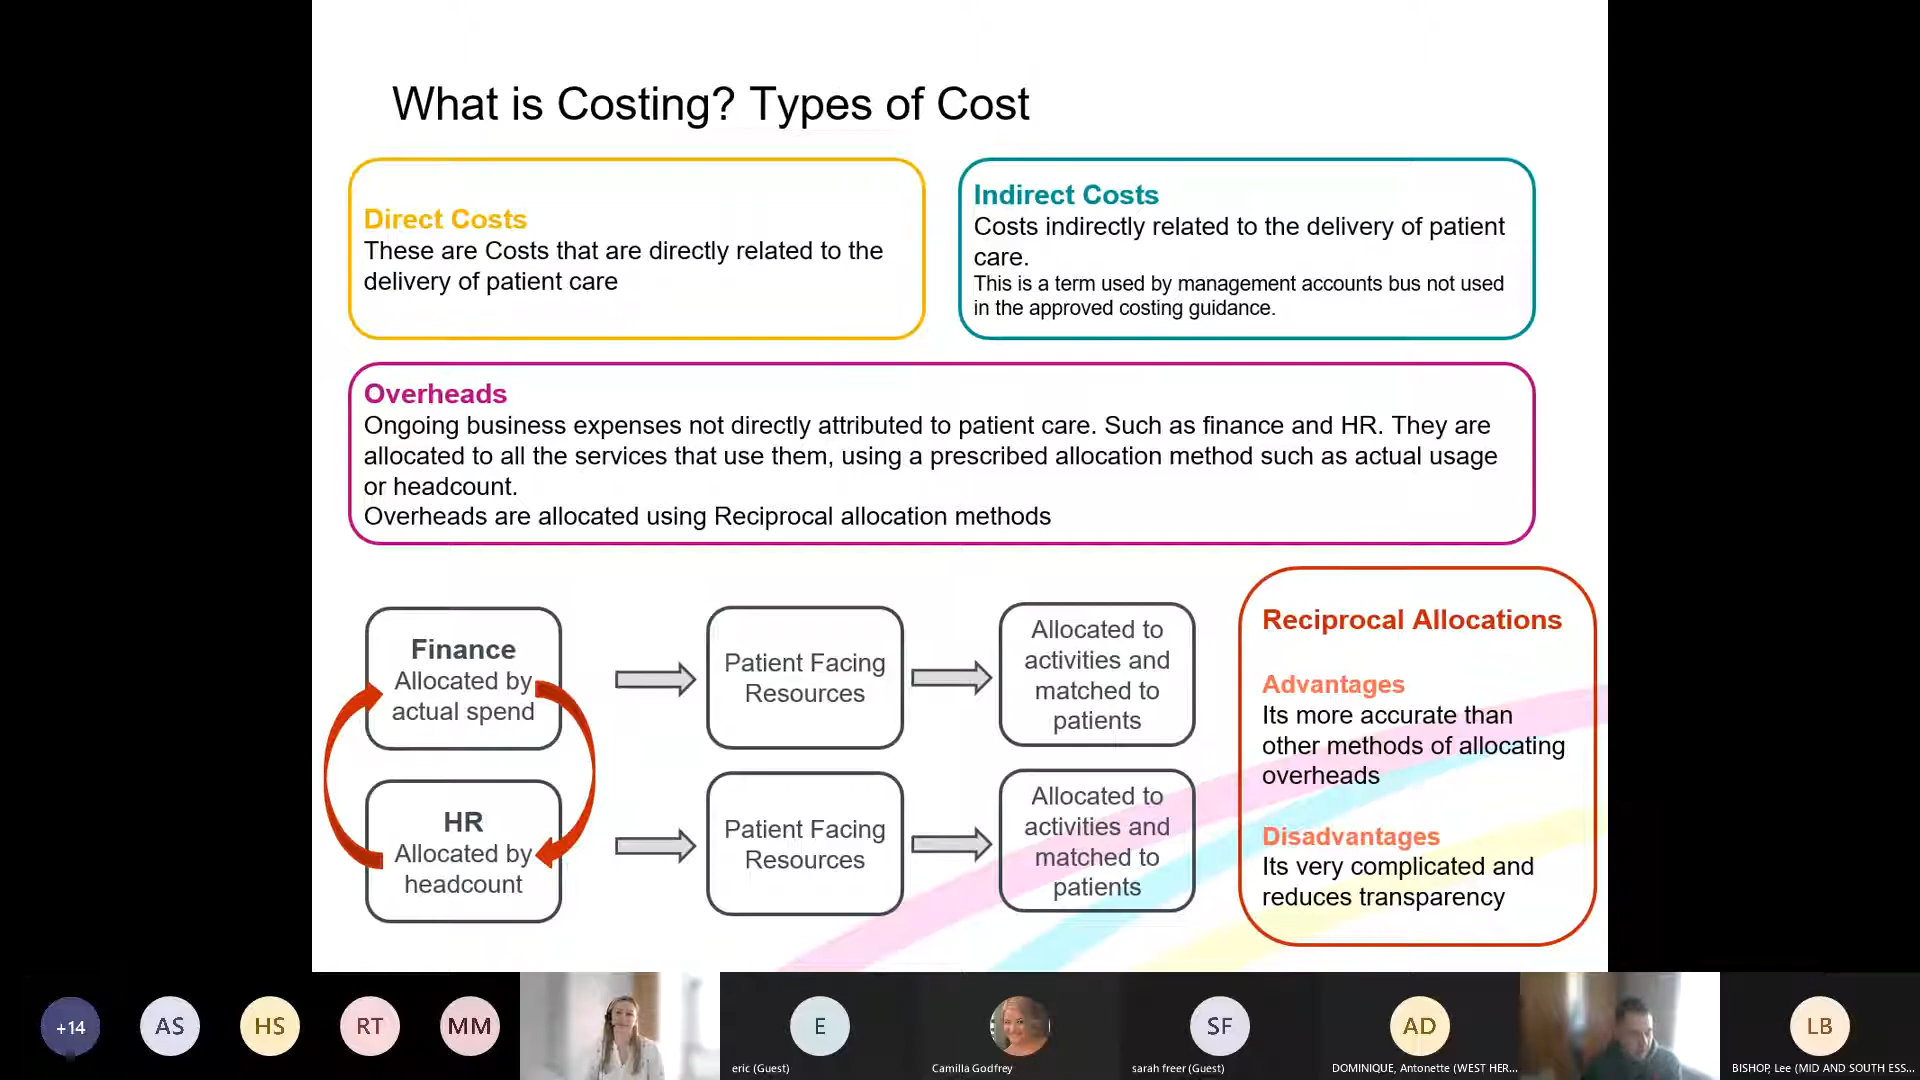 What is Costing? Types of Cost
Direct Costs
These are Costs that are directly related to the
delivery of patient care
Indirect Costs
Costs indirectly related to the delivery of patient
care.
This is a term used by management accounts bus not used
in the approved costing guidance.
Overheads
Ongoing business expenses not directly attributed to patient care. Such as finance and HR. They are
allocated to all the services that use them, using a prescribed allocation method such as actual usage
or headcount.
Overheads are allocated using Reciprocal allocation methods
Finance
Allocated by
actual spend
Patient Facing
Resources
Allocated to
activities and
matched to
patients
HR
Allocated by
headcount
Patient Facing
Resources
Allocated to
activities and
matched to
patients
Reciprocal Allocations
Advantages
Its more accurate than
other methods of allocating
overheads
Disadvantages
Its very complicated and
reduces transparency
+14
AS
HS
RT
MM
E
eric (Guest)
Camilla Godfrey
SF
sarah freer (Guest)
AD
DOMINIQUE, Antonette (WEST HER...
LB
BISHOP, Lee (MID AND SOUTH ESS...